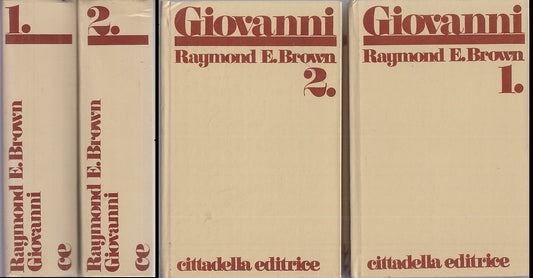 1.
Raymond E. Brown
Giovanni
ce
2.
Raymond E. Brown
Giovanni
ce
Giovanni
Raymond E. Brown
2.
cittadella editrice
Giovanni
Raymond E. Brown
1.
cittadella editrice